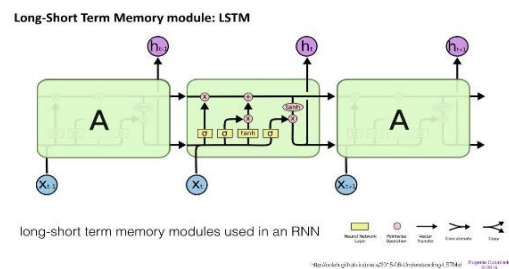 Long-Short Term Memory module: LSTM
ht-1
ht
ht+1
A
A
tanh
σ
σ
tanh
σ
Xt-1
Xt
Xt+1
long-short term memory modules used in an RNN
Neural Network Layer
Pointwise Operation
Vector Transfer
Concatenate
Copy